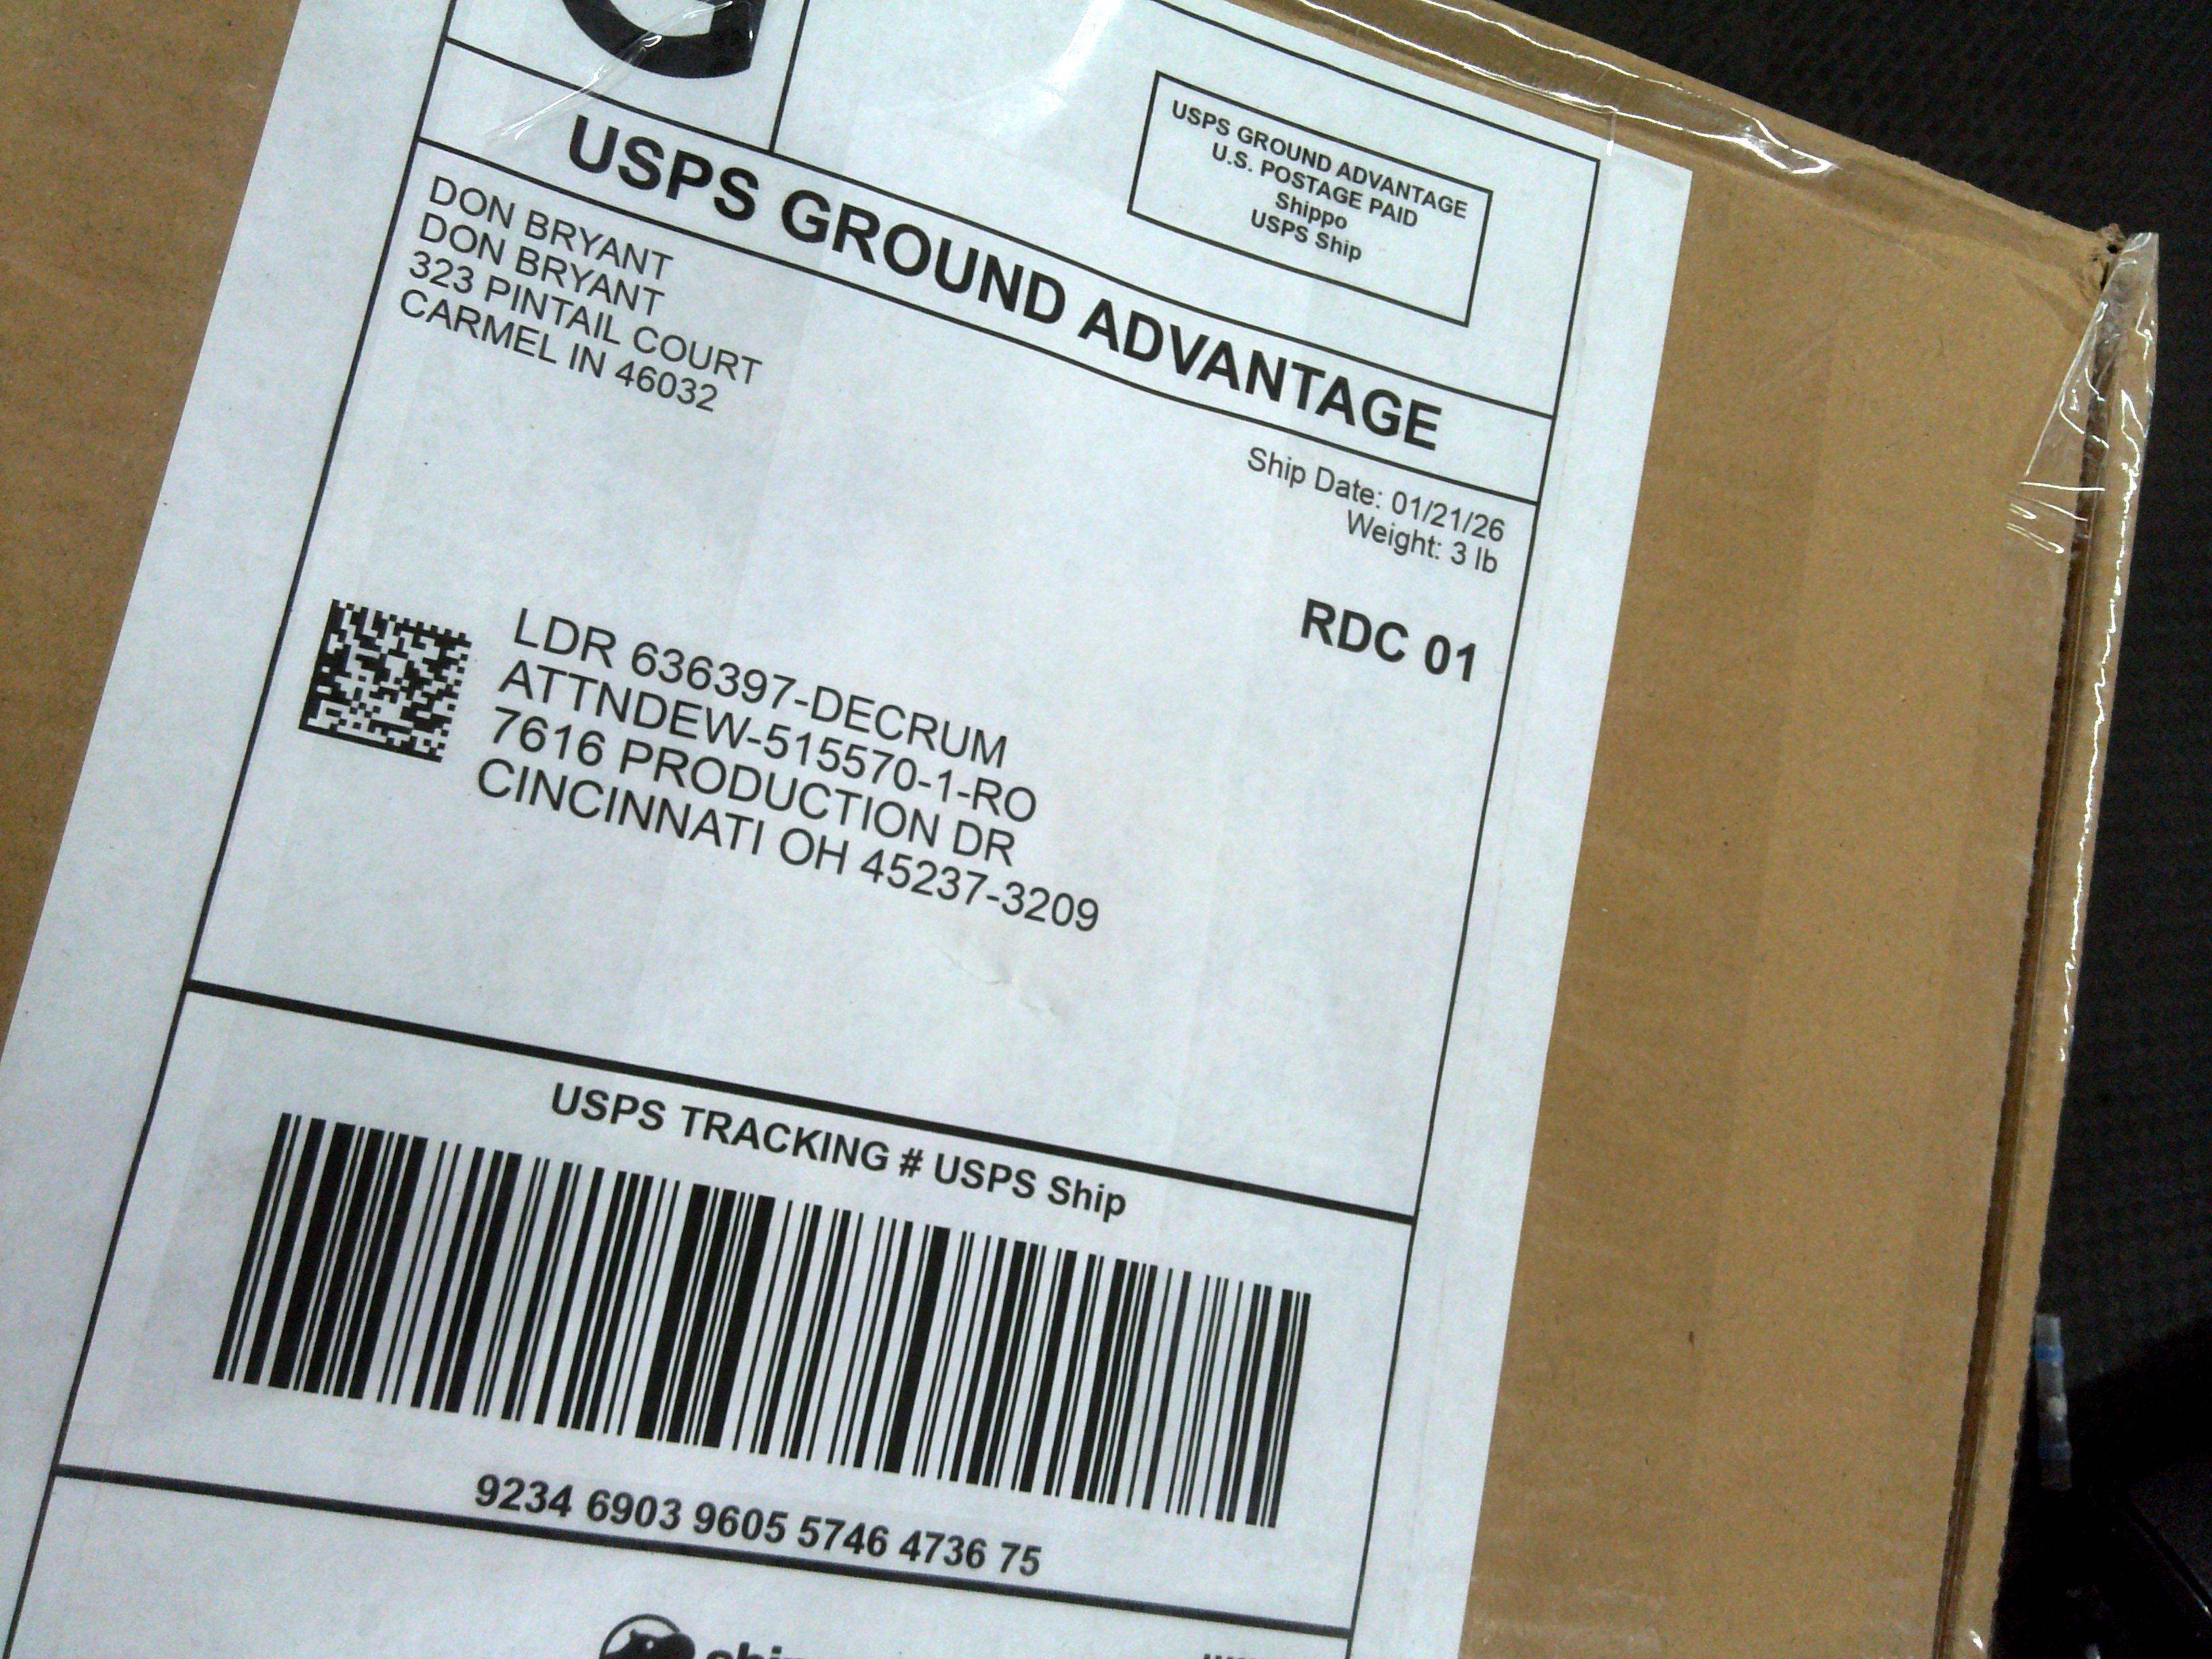 USPS GROUND ADVANTAGE
U.S. POSTAGE PAID
Shippo
USPS Ship
USPS GROUND ADVANTAGE
DON BRYANT
DON BRYANT
323 PINTAIL COURT
CARMEL IN 46032
Ship Date: 01/21/26
Weight: 3 lb
RDC 01
LDR 636397-DECRUM
ATTNDEW-515570-1-RO
7616 PRODUCTION DR
CINCINNATI OH 45237-3209
USPS TRACKING # USPS Ship
9234 6903 9605 5746 4736 75